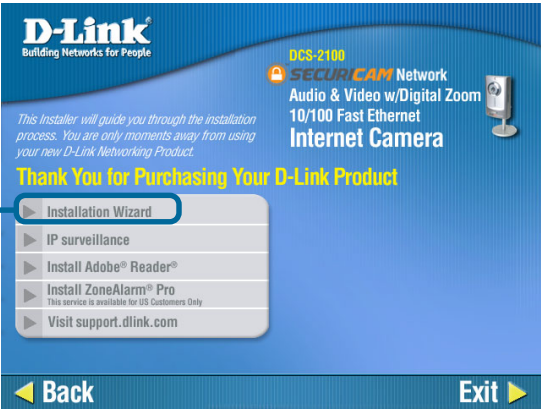 D-Link
Building Networks for People
DCS-2100
SECURICAM Network
Audio & Video w/Digital Zoom
10/100 Fast Ethernet
Internet Camera
This Installer will guide you through the installation
process. You are only moments away from using
your new D-Link Networking Product.
Thank You for Purchasing Your D-Link Product
Installation Wizard
IP surveillance
Install Adobe® Reader®
Install ZoneAlarm® Pro
This service is available for US Customers Only
Visit support.dlink.com
Back
Exit